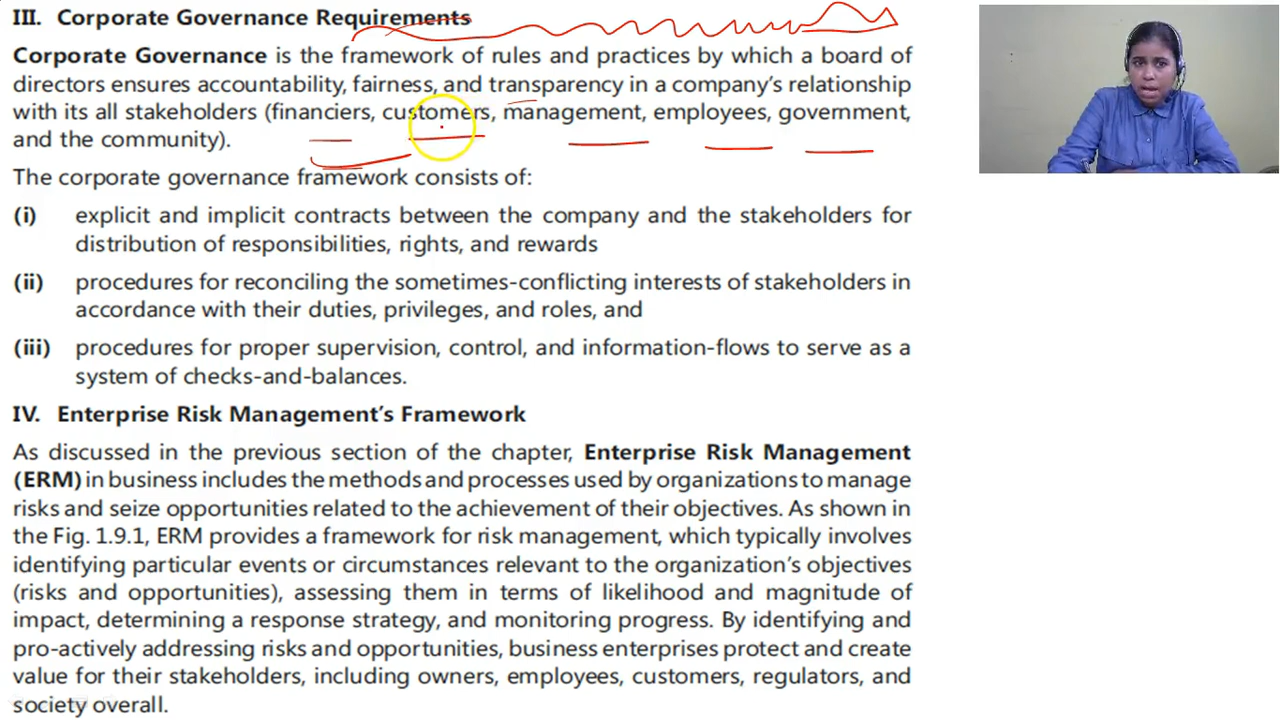 III. Corporate Governance Requirements
Corporate Governance is the framework of rules and practices by which a board of
directors ensures accountability, fairness, and transparency in a company's relationship
with its all stakeholders (financiers, customers, management, employees, government,
and the community).
The corporate governance framework consists of:
(i) explicit and implicit contracts between the company and the stakeholders for
distribution of responsibilities, rights, and rewards
(ii) procedures for reconciling the sometimes-conflicting interests of stakeholders in
accordance with their duties, privileges, and roles, and
(iii) procedures for proper supervision, control, and information-flows to serve as a
system of checks-and-balances.
IV. Enterprise Risk Management's Framework
As discussed in the previous section of the chapter, Enterprise Risk Management
(ERM) in business includes the methods and processes used by organizations to manage
risks and seize opportunities related to the achievement of their objectives. As shown in
the Fig. 1.9.1, ERM provides a framework for risk management, which typically involves
identifying particular events or circumstances relevant to the organization's objectives
(risks and opportunities), assessing them in terms of likelihood and magnitude of
impact, determining a response strategy, and monitoring progress. By identifying and
pro-actively addressing risks and opportunities, business enterprises protect and create
value for their stakeholders, including owners, employees, customers, regulators, and
society overall.